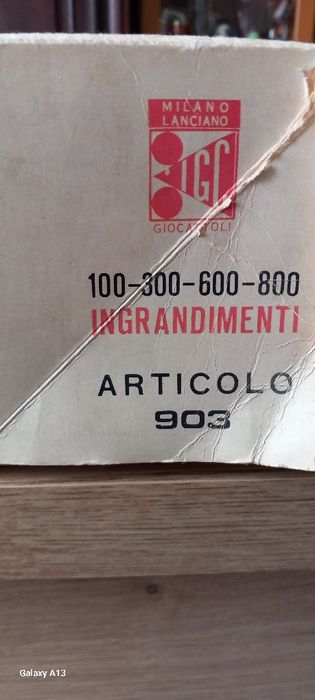 MILANO
LANCIANO
IGC
GIOCATTOLI
100-300-600-800
INGRANDIMENTI
ARTICOLO
903
Galaxy A13